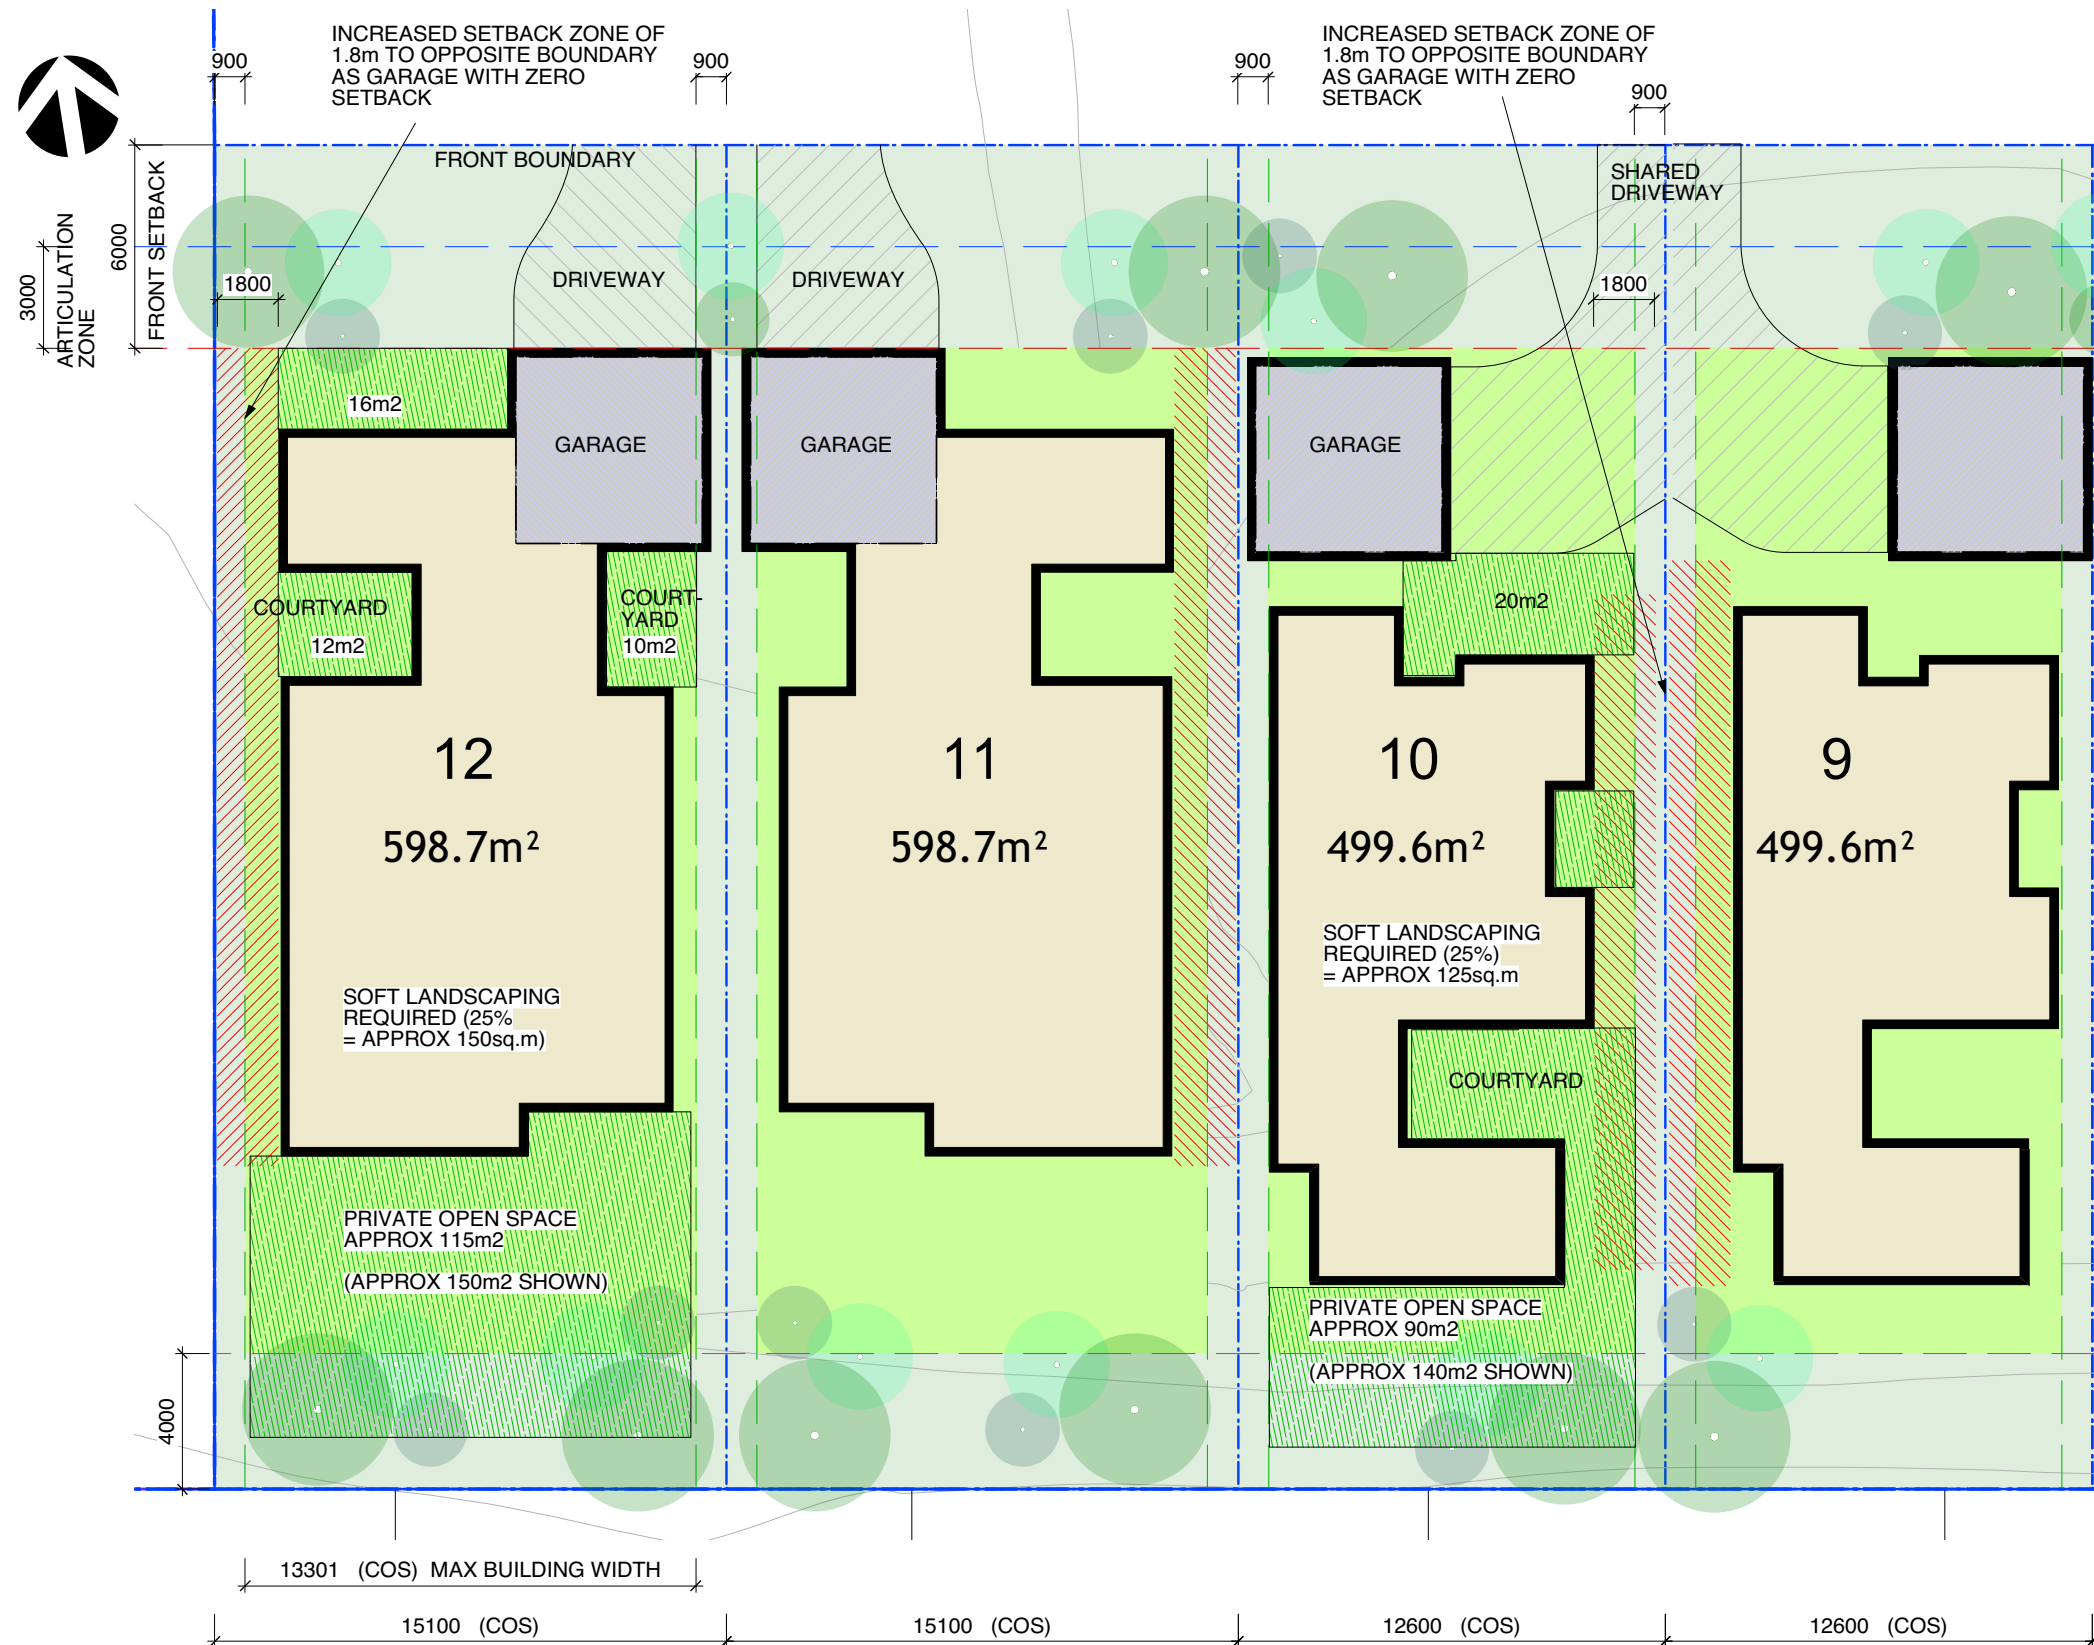 INCREASED SETBACK ZONE OF
1.8m TO OPPOSITE BOUNDARY
AS GARAGE WITH ZERO
SETBACK
INCREASED SETBACK ZONE OF
1.8m TO OPPOSITE BOUNDARY
AS GARAGE WITH ZERO
SETBACK
900
900
900
900
FRONT BOUNDARY
SHARED
DRIVEWAY
6000
FRONT SETBACK
3000
ARTICULATION
ZONE
1800
DRIVEWAY
DRIVEWAY
1800
16m2
GARAGE
GARAGE
GARAGE
COURTYARD
12m2
COURT-
YARD
10m2
20m2
12
11
10
9
598.7m²
598.7m²
499.6m²
499.6m²
SOFT LANDSCAPING
REQUIRED (25%
= APPROX 150sq.m)
SOFT LANDSCAPING
REQUIRED (25%)
= APPROX 125sq.m
COURTYARD
PRIVATE OPEN SPACE
APPROX 115m2
(APPROX 150m2 SHOWN)
PRIVATE OPEN SPACE
APPROX 90m2
(APPROX 140m2 SHOWN)
4000
13301 (COS) MAX BUILDING WIDTH
15100 (COS)
15100 (COS)
12600 (COS)
12600 (COS)